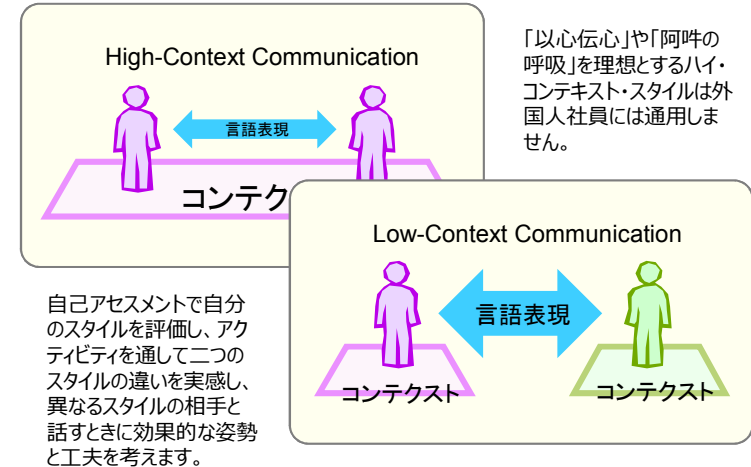 High-Context Communication
言語表現
コンテク
「以心伝心」や「阿吽の
呼吸」を理想とするハイ・
コンテキスト・スタイルは外
国人社員には通用しま
せん。
Low-Context Communication
言語表現
コンテクスト
コンテクスト
自己アセスメントで自分
のスタイルを評価し、アク
ティビティを通して二つの
スタイルの違いを実感し、
異なるスタイルの相手と
話すときに効果的な姿勢
と工夫を考えます。